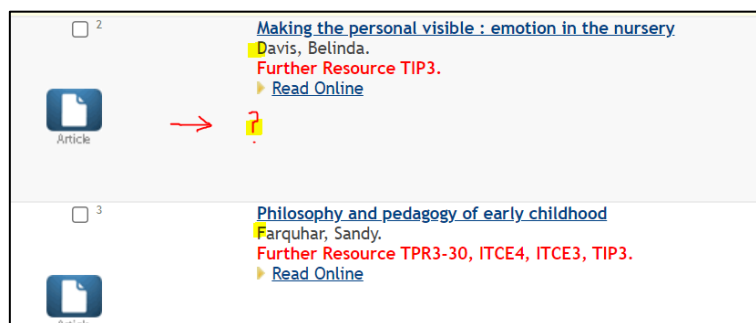 2
Making the personal visible : emotion in the nursery
Davis, Belinda.
Further Resource TIP3.
Read Online
Article
?
3
Philosophy and pedagogy of early childhood
Farquhar, Sandy.
Further Resource TPR3-30, ITCE4, ITCE3, TIP3.
Read Online
Article